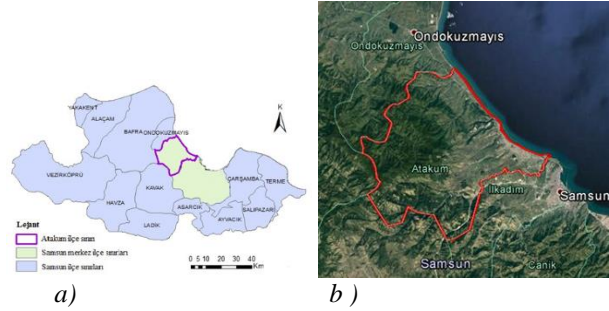 YAKAKENT
ALAÇAM
BAFRA
ONDOKUZMAYIS
VEZİRKÖPRÜ
HAVZA
KAVAK
LADİK
ASARCIK
ÇARŞAMBA
TERME
SALIPAZARI
AYVACIK
K
Lejant
Atakum ilçe sınırı
Samsun merkez ilçe sınırları
Samsun ilçe sınırları
0 5 10 20 30 40
Km
a)
Ondokuzmayıs
Ondokuzmayıs
Atakum
İlkadım
Samsun
Samsun
Canik
b )